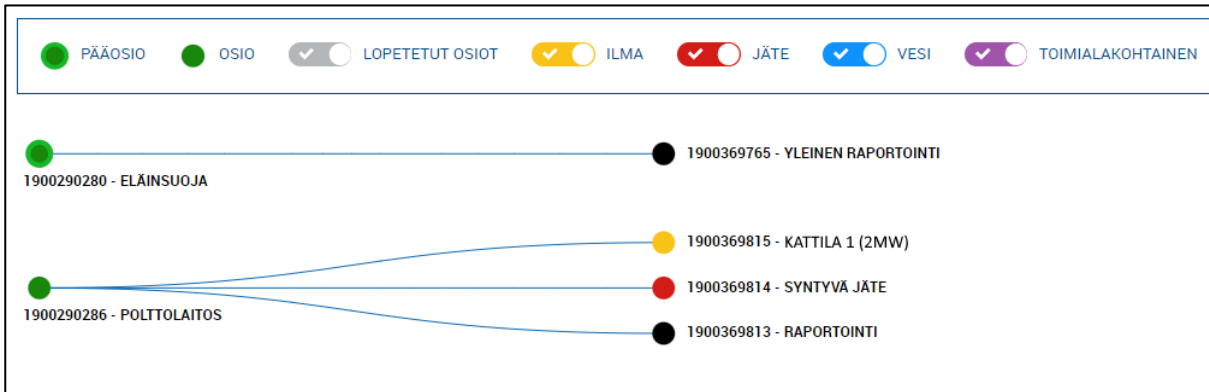 PÄÄOSIO OSIO LOPETETUT OSIOT ILMA JÄTE VESI TOIMIALAKOHTAINEN
1900369765 - YLEINEN RAPORTOINTI
1900290280 - ELÄINSUOJA
1900369815 - KATTILA 1 (2MW)
1900369814 - SYNTYVÄ JÄTE
1900290286 - POLTTOLAITOS
1900369813 - RAPORTOINTI